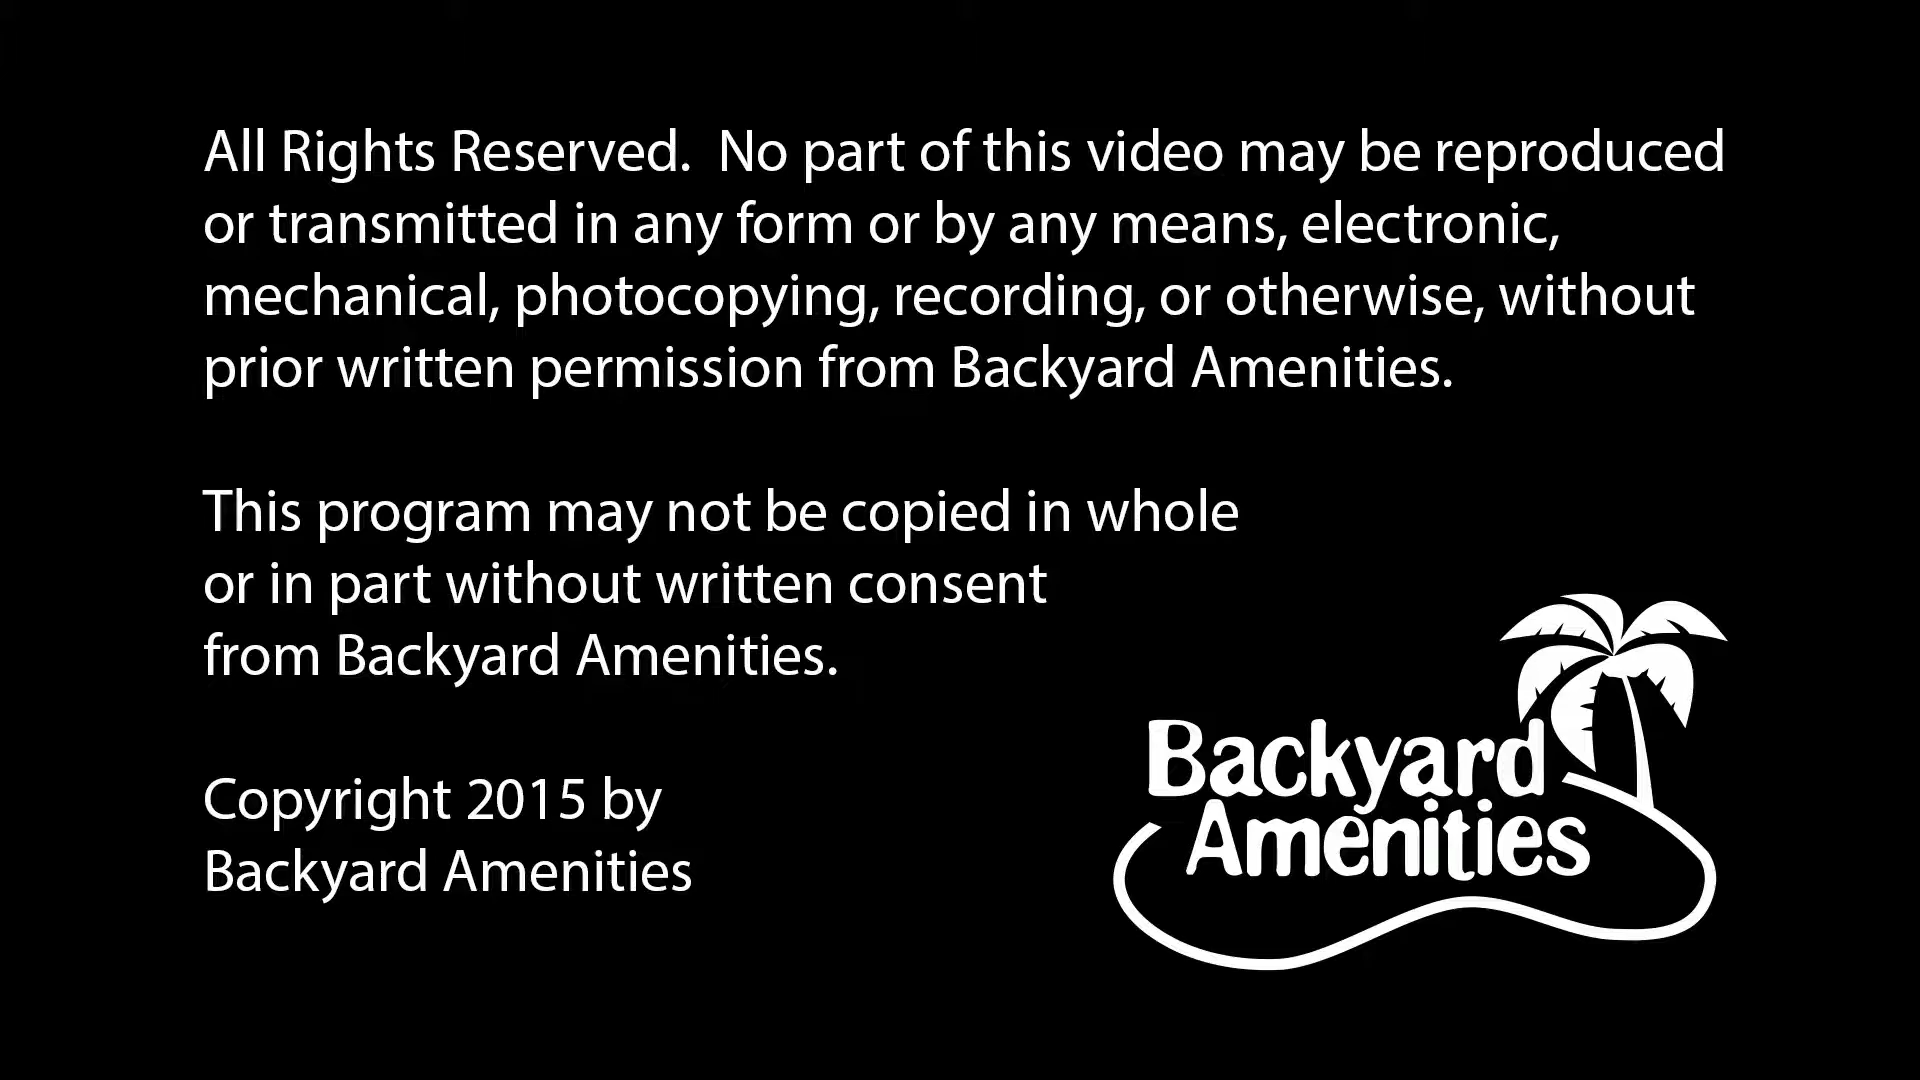 All Rights Reserved.  No part of this video may be reproduced
or transmitted in any form or by any means, electronic,
mechanical, photocopying, recording, or otherwise, without
prior written permission from Backyard Amenities.
This program may not be copied in whole
or in part without written consent
from Backyard Amenities.
Copyright 2015 by
Backyard Amenities
Backyard
Amenities